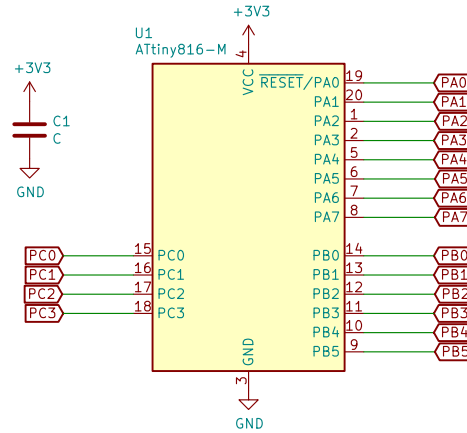 +3V3
U1
ATtiny816-M
4
VCC
+3V3
C1
C
GND
RESET/PA0 19 PA0
PA1 20 PA1
PA2 1 PA2
PA3 2 PA3
PA4 5 PA4
PA5 6 PA5
PA6 7 PA6
PA7 8 PA7
PC0 15 PC0 PB0 14 PB0
PC1 16 PC1 PB1 13 PB1
PC2 17 PC2 PB2 12 PB2
PC3 18 PC3 PB3 11 PB3
PB4 10 PB4
PB5 9 PB5
GND
3
GND